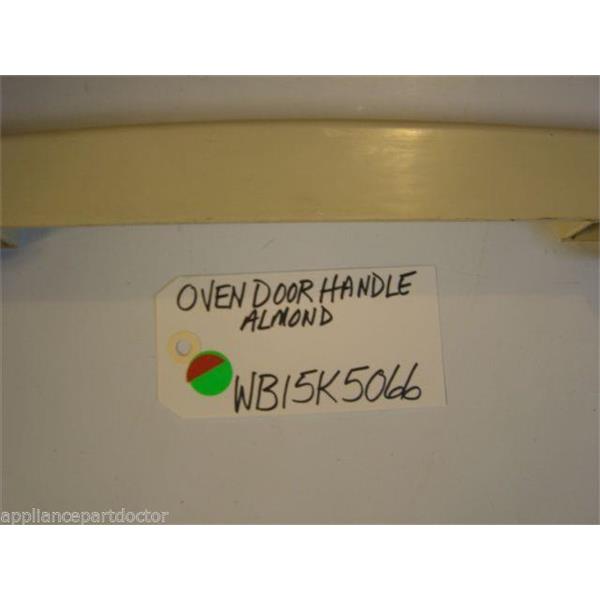 OVEN DOOR HANDLE
ALMOND
WB15K5066
appliancepartdoctor